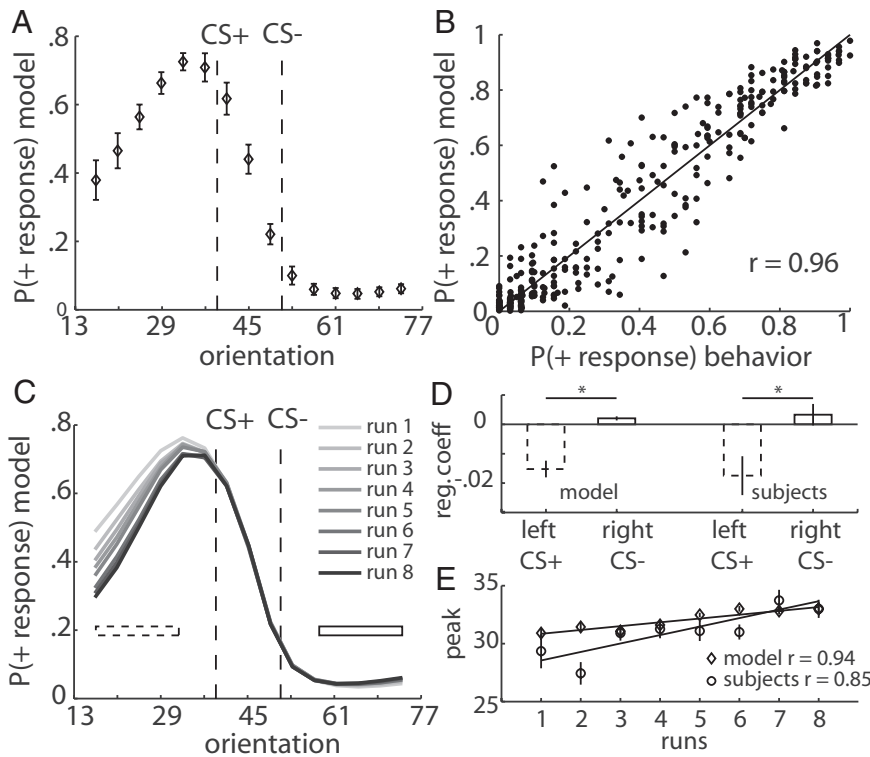 A
CS+ CS-
P(+ response) model
.8
.6
.4
.2
0
13 29 45 61 77
orientation
B
P(+ response) model
1
.8
.6
.4
.2
0
r = 0.96
0 0.2 0.4 0.6 0.8 1
P(+ response) behavior
C
CS+ CS-
P(+ response) model
.8
.6
.4
.2
0
run 1
run 2
run 3
run 4
run 5
run 6
run 7
run 8
13 29 45 61 77
orientation
D
* *
reg.coeff
0
-.02
model subjects
left right left right
CS+ CS- CS+ CS-
E
peak
35
30
25
model r = 0.94
subjects r = 0.85
1 2 3 4 5 6 7 8
runs